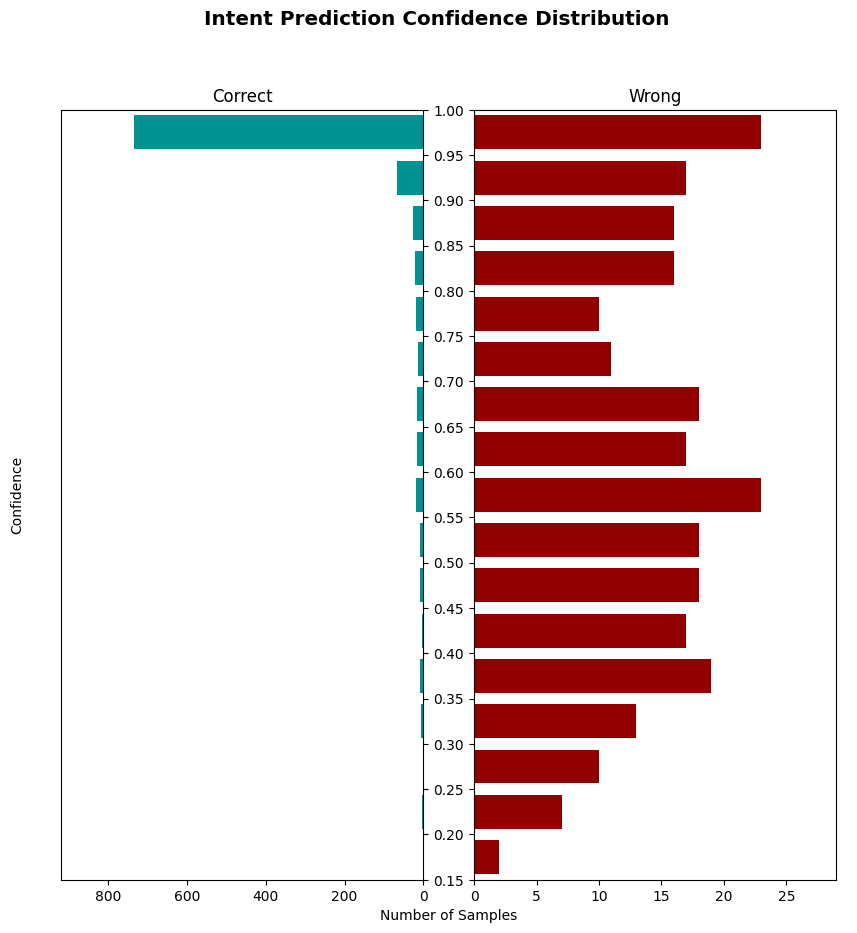 Intent Prediction Confidence Distribution
Correct
Wrong
1.00
0.95
0.90
0.85
0.80
0.75
0.70
0.65
0.60
0.55
0.50
0.45
0.40
0.35
0.30
0.25
0.20
0.15
Confidence
800 600 400 200 0
0 5 10 15 20 25
Number of Samples